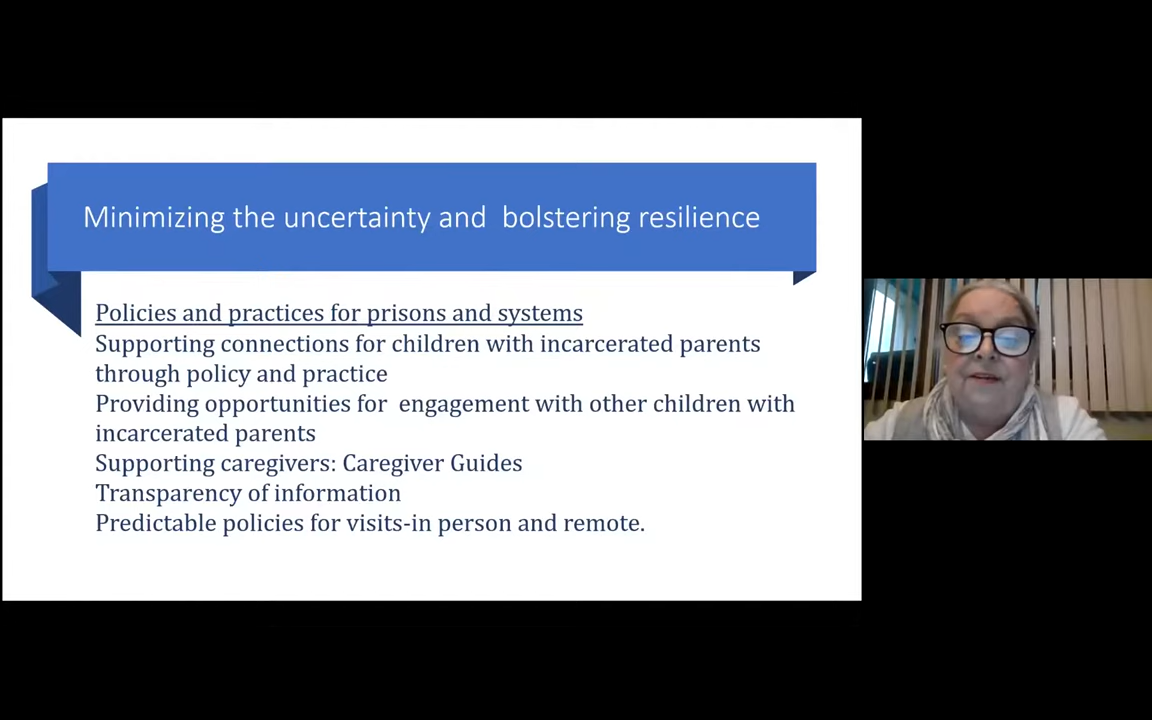 Minimizing the uncertainty and  bolstering resilience
Policies and practices for prisons and systems
Supporting connections for children with incarcerated parents
through policy and practice
Providing opportunities for  engagement with other children with
incarcerated parents
Supporting caregivers: Caregiver Guides
Transparency of information
Predictable policies for visits-in person and remote.